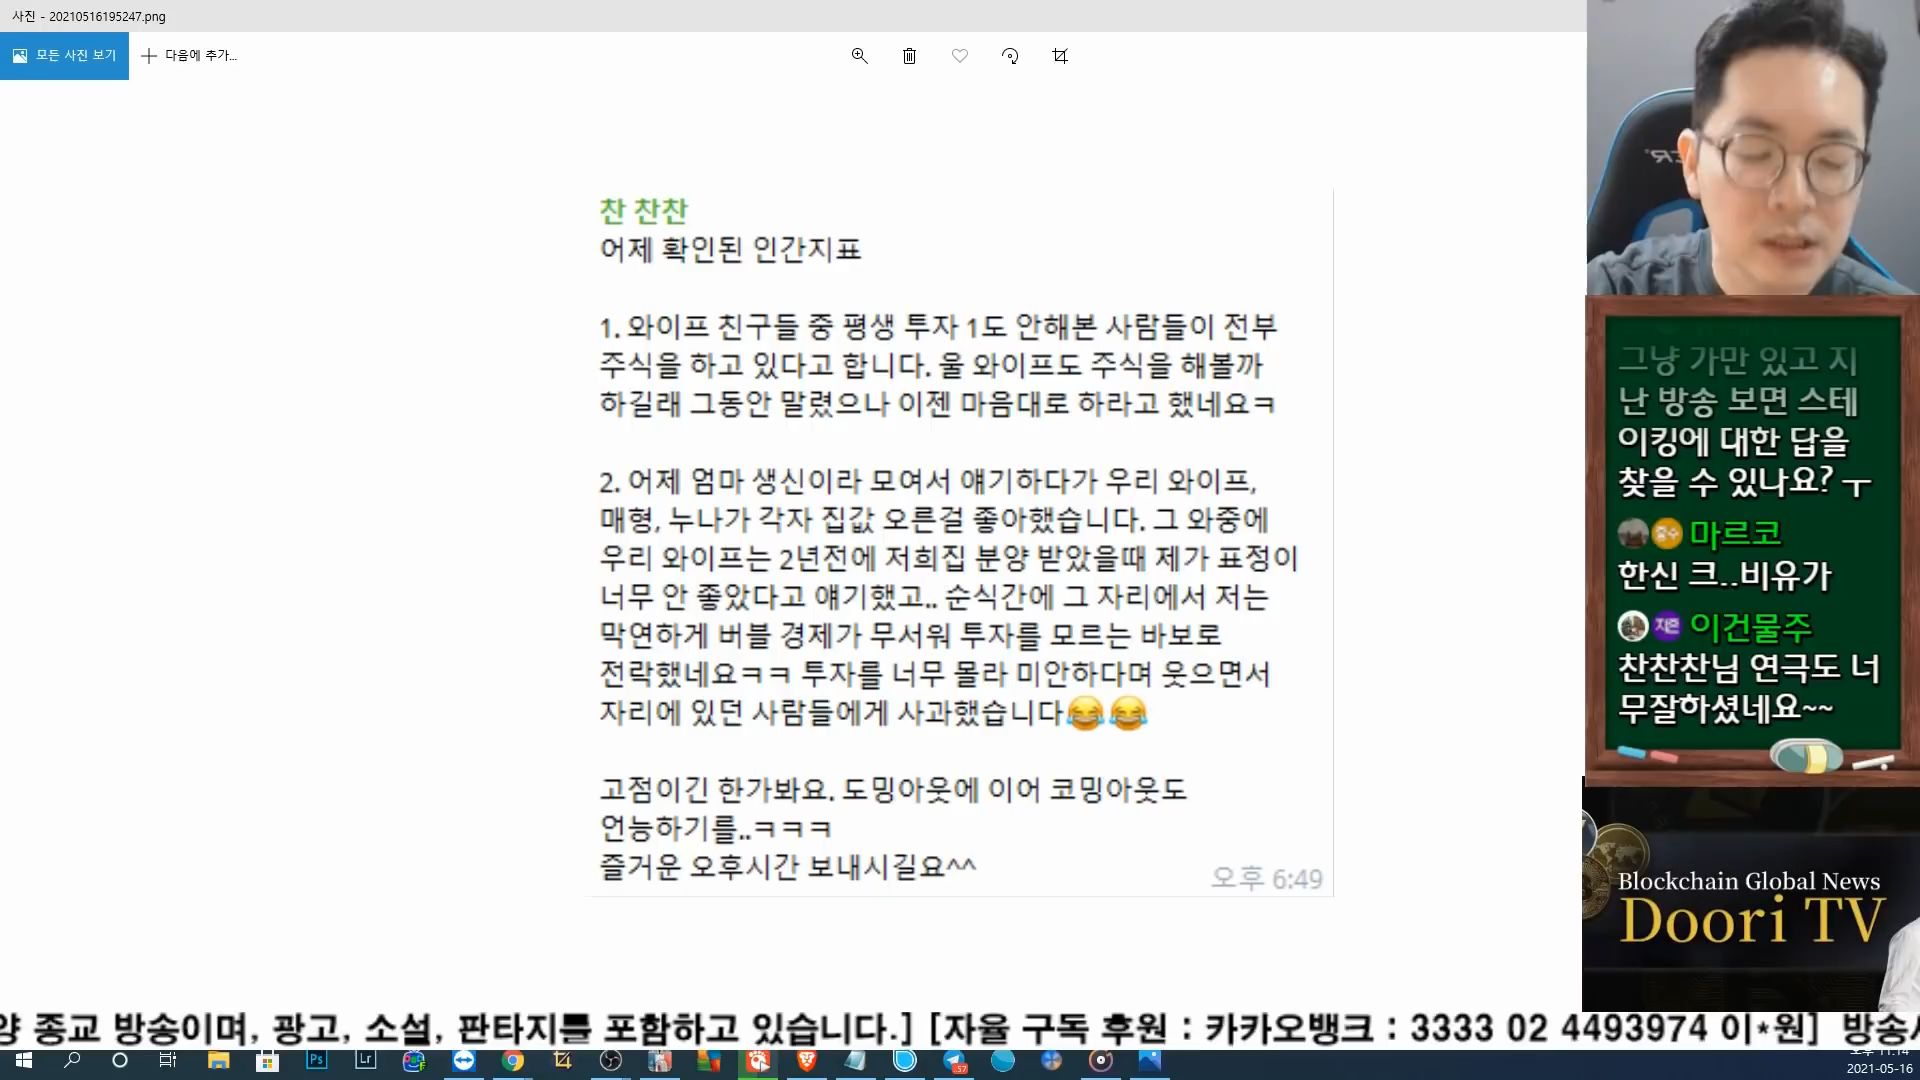 사진 - 20210516195247.png
모든 사진 보기
다음에 추가...
찬 찬찬
어제 확인된 인간지표
1. 와이프 친구들 중 평생 투자 1도 안해본 사람들이 전부
주식을 하고 있다고 합니다. 울 와이프도 주식을 해볼까
하길래 그동안 말렸으나 이젠 마음대로 하라고 했네요ㅋ
2. 어제 엄마 생신이라 모여서 얘기하다가 우리 와이프,
매형, 누나가 각자 집값 오른걸 좋아했습니다. 그 와중에
우리 와이프는 2년전에 저희집 분양 받았을때 제가 표정이
너무 안 좋았다고 얘기했고.. 순식간에 그 자리에서 저는
막연하게 버블 경제가 무서워 투자를 모르는 바보로
전락했네요ㅋㅋ 투자를 너무 몰라 미안하다며 웃으면서
자리에 있던 사람들에게 사과했습니다😂😂
고점이긴 한가봐요. 도밍아웃에 이어 코밍아웃도
언능하기를..ㅋㅋㅋ
즐거운 오후시간 보내시길요^^
오후 6:49
그냥 가만 있고 지
난 방송 보면 스테
이킹에 대한 답을
찾을 수 있나요? ㅜ
마르코
한신 크..비유가
지혼 이건물주
찬찬찬님 연극도 너
무잘하셨네요~~
Blockchain Global News
Doori TV
양 종교 방송이며, 광고, 소설, 판타지를 포함하고 있습니다.] [자율 구독 후원 : 카카오뱅크 : 3333 02 4493974 이*원] 방송
Ps
Lr
57
오후 11:14
2021-05-16